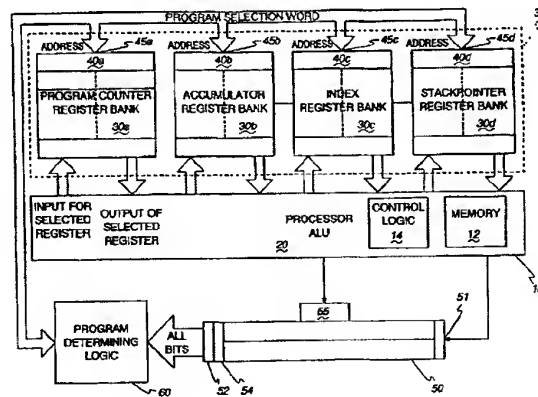 PROGRAM SELECTION WORD
ADDRESS 45a ADDRESS 45b ADDRESS 45c ADDRESS 45d
40a 40b 40c 40d
PROGRAM COUNTER REGISTER BANK 30a
ACCUMULATOR REGISTER BANK 30b
INDEX REGISTER BANK 30c
STACKPOINTER REGISTER BANK 30d
INPUT FOR SELECTED REGISTER
OUTPUT OF SELECTED REGISTER
PROCESSOR ALU
20
CONTROL LOGIC
14
MEMORY
12
PROGRAM DETERMINING LOGIC
60
ALL BITS
55
51
52 54 50